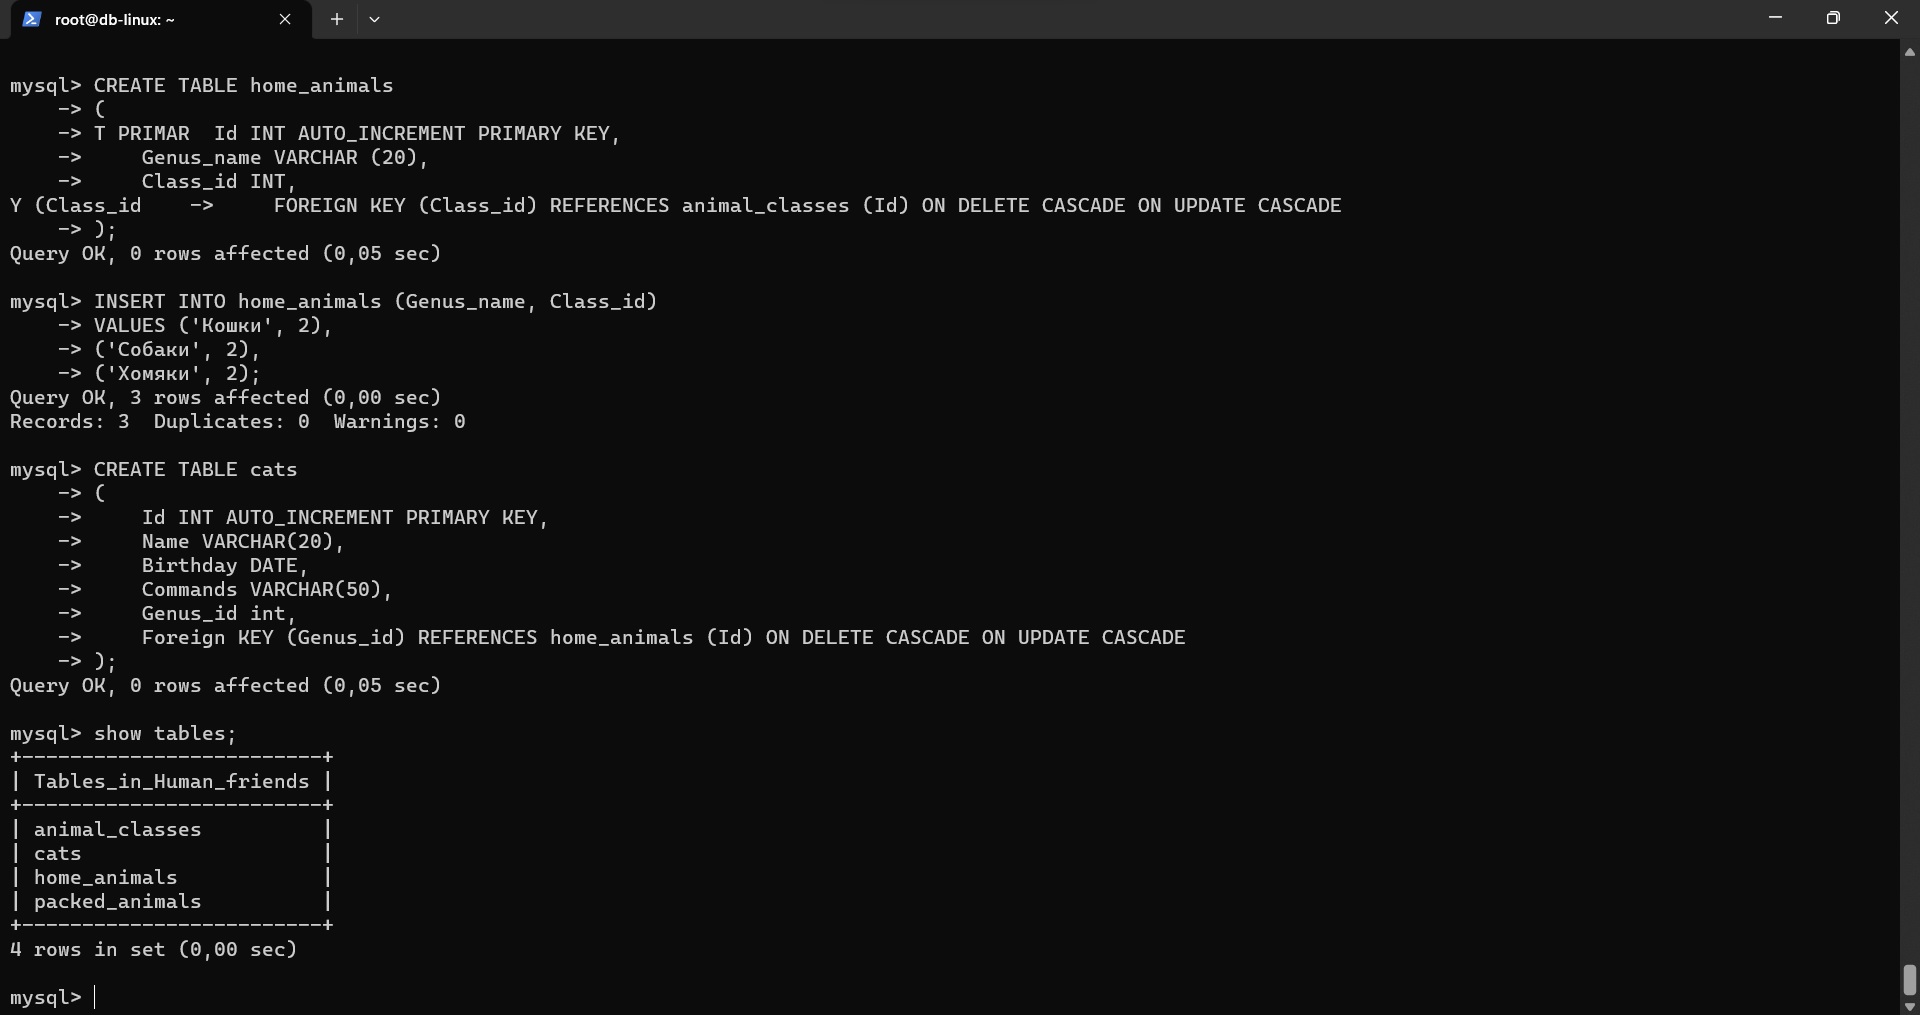 root@db-linux: ~
mysql> CREATE TABLE home_animals
    -> (
    -> T PRIMAR  Id INT AUTO_INCREMENT PRIMARY KEY,
    ->     Genus_name VARCHAR (20),
    ->     Class_id INT,
Y (Class_id    ->     FOREIGN KEY (Class_id) REFERENCES animal_classes (Id) ON DELETE CASCADE ON UPDATE CASCADE
    -> );
Query OK, 0 rows affected (0,05 sec)
mysql> INSERT INTO home_animals (Genus_name, Class_id)
    -> VALUES ('Кошки', 2),
    -> ('Собаки', 2),
    -> ('Хомяки', 2);
Query OK, 3 rows affected (0,00 sec)
Records: 3  Duplicates: 0  Warnings: 0
mysql> CREATE TABLE cats
    -> (
    ->     Id INT AUTO_INCREMENT PRIMARY KEY,
    ->     Name VARCHAR(20),
    ->     Birthday DATE,
    ->     Commands VARCHAR(50),
    ->     Genus_id int,
    ->     Foreign KEY (Genus_id) REFERENCES home_animals (Id) ON DELETE CASCADE ON UPDATE CASCADE
    -> );
Query OK, 0 rows affected (0,05 sec)
mysql> show tables;
+-------------------------+
| Tables_in_Human_friends |
+-------------------------+
| animal_classes          |
| cats                    |
| home_animals            |
| packed_animals          |
+-------------------------+
4 rows in set (0,00 sec)
mysql>